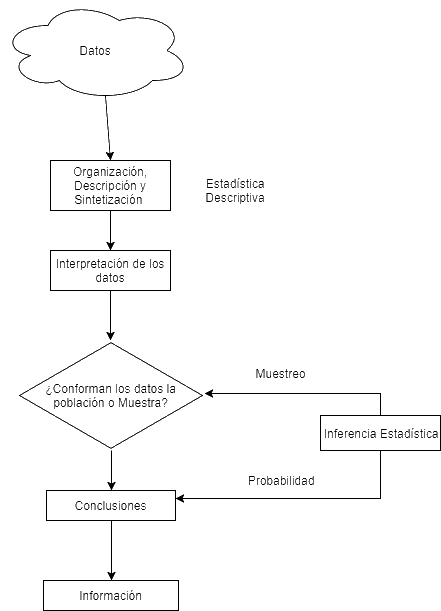 Datos
Organización,
Descripción y
Sintetización
Estadística
Descriptiva
Interpretación de los
datos
¿Conforman los datos la
población o Muestra?
Muestreo
Inferencia Estadística
Probabilidad
Conclusiones
Información